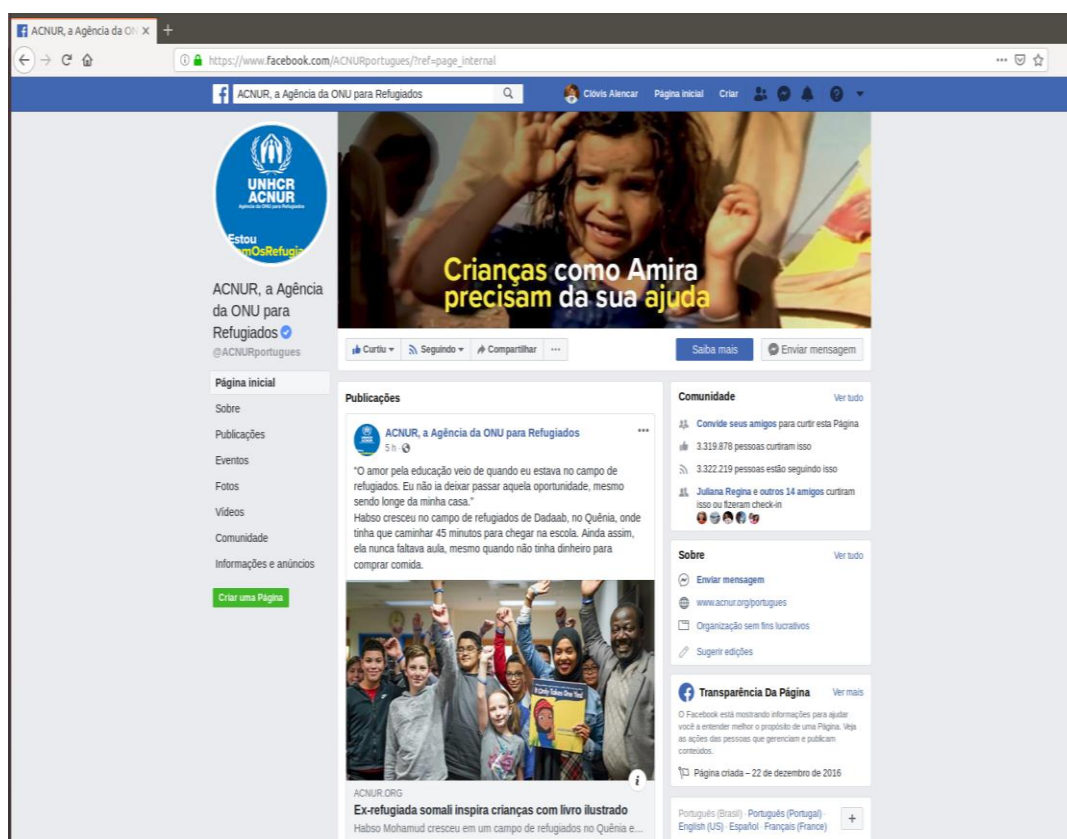 ACNUR, a Agência da ON
https://www.facebook.com/ACNURportugues/?ref=page_internal
ACNUR, a Agência da ONU para Refugiados
Clóvis Alencar
Página inicial
Criar
UNHCR
ACNUR
Agência da ONU para Refugiados
Estou
mOsRefugia
Crianças como Amira
precisam da sua ajuda
ACNUR, a Agência
da ONU para
Refugiados
@ACNURportugues
Curtiu
Seguindo
Compartilhar
Saiba mais
Enviar mensagem
Página inicial
Sobre
Publicações
Eventos
Fotos
Vídeos
Comunidade
Informações e anúncios
Criar uma Página
Publicações
ACNUR, a Agência da ONU para Refugiados
5 h ·
"O amor pela educação veio de quando eu estava no campo de
refugiados. Eu não ia deixar passar aquela oportunidade, mesmo
sendo longe da minha casa."
Habso cresceu no campo de refugiados de Dadaab, no Quênia, onde
tinha que caminhar 45 minutos para chegar na escola. Ainda assim,
ela nunca faltava aula, mesmo quando não tinha dinheiro para
comprar comida.
It Only Takes One Yes!
ACNUR.ORG
Ex-refugiada somali inspira crianças com livro ilustrado
Habso Mohamud cresceu em um campo de refugiados no Quênia e...
Comunidade
Ver tudo
Convide seus amigos para curtir esta Página
3.319.878 pessoas curtiram isso
3.322.219 pessoas estão seguindo isso
Juliana Regina e outros 14 amigos curtiram
isso ou fizeram check-in
Sobre
Ver tudo
Enviar mensagem
www.acnur.org/portugues
Organização sem fins lucrativos
Sugerir edições
Transparência Da Página
Ver mais
O Facebook está mostrando informações para ajudar
você a entender melhor o propósito de uma Página. Veja
as ações das pessoas que gerenciam e publicam
conteúdos.
Página criada – 22 de dezembro de 2016
Português (Brasil) · Português (Portugal) ·
English (US) · Español · Français (France)